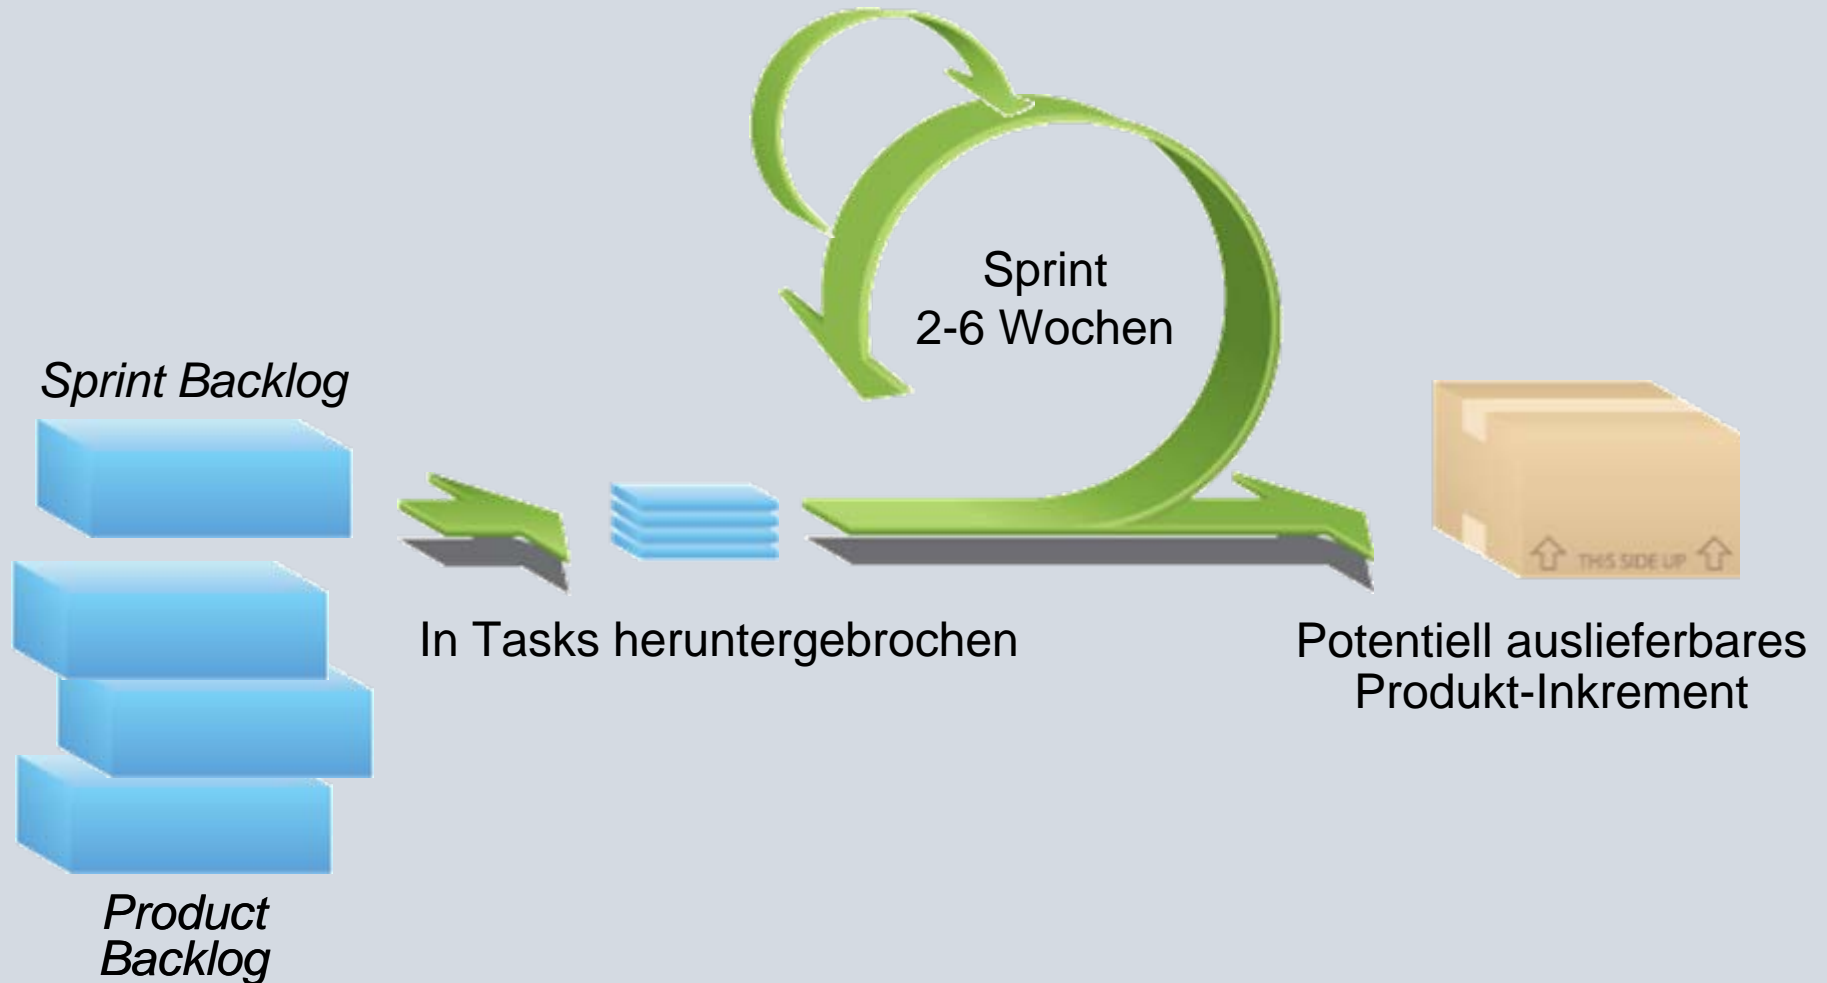 Sprint
2-6 Wochen
Sprint Backlog
THIS SIDE UP
In Tasks heruntergebrochen
Potentiell auslieferbares
Produkt-Inkrement
Product
Backlog